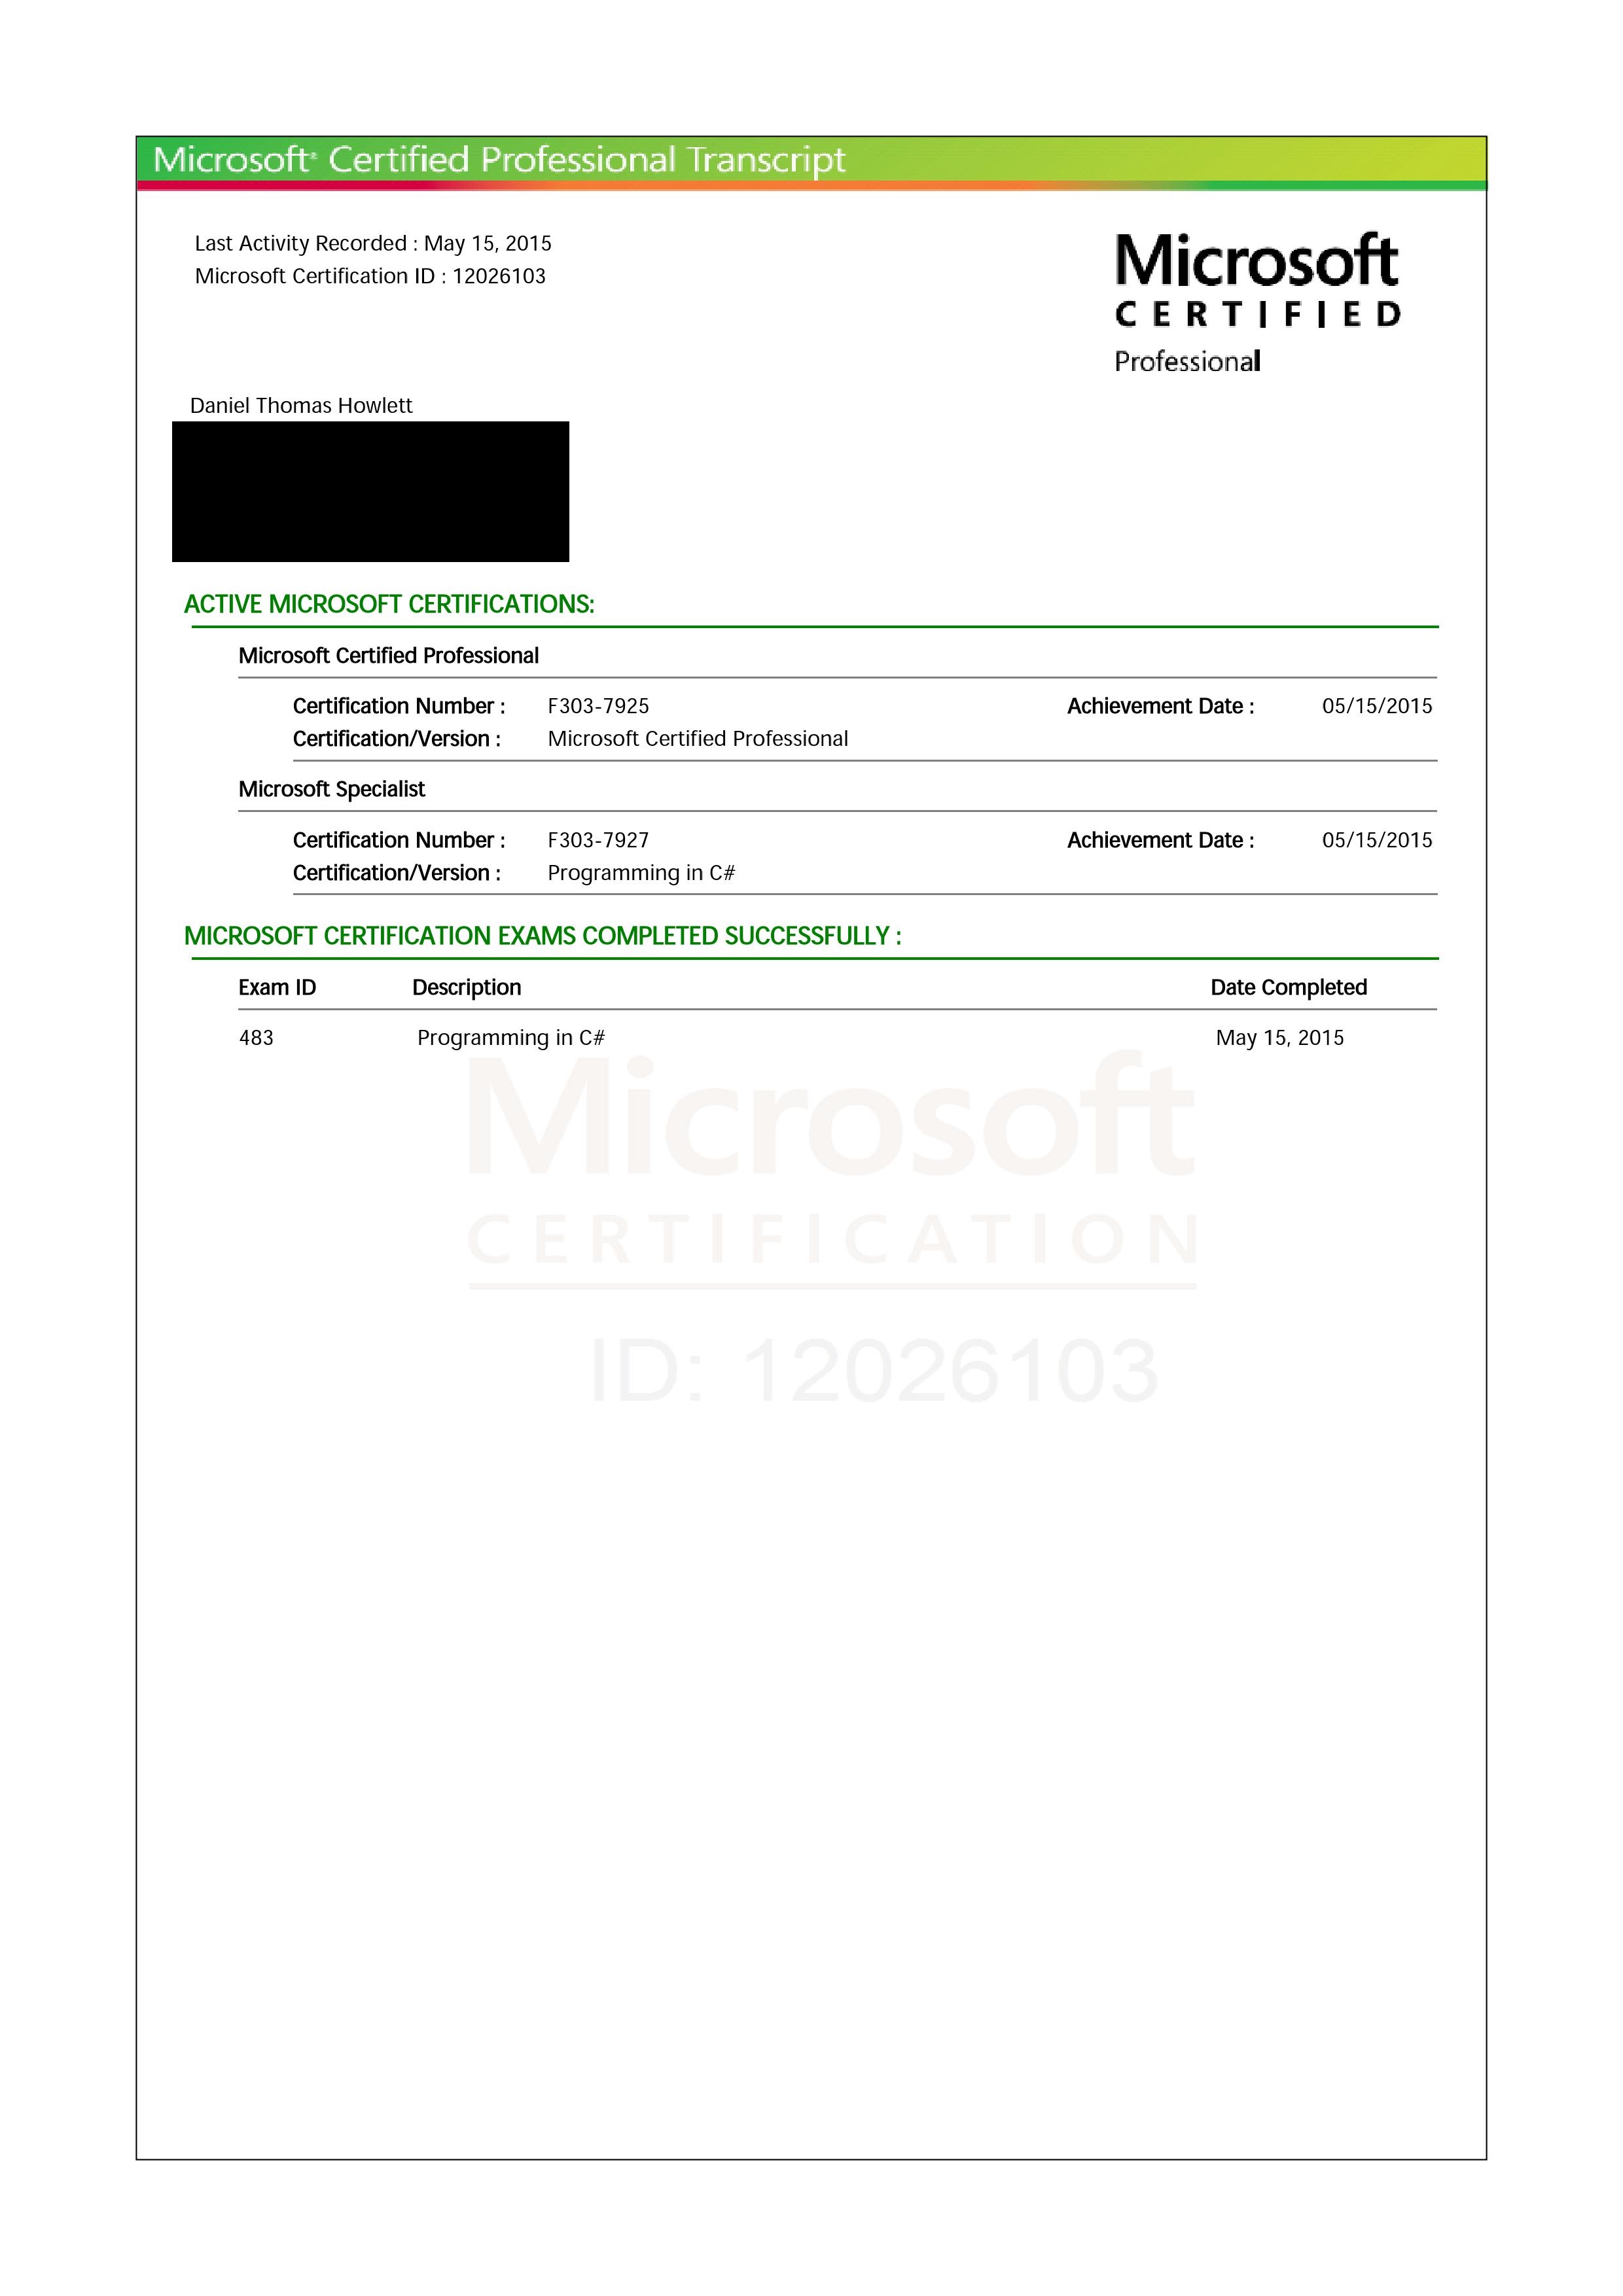 Microsoft® Certified Professional Transcript
Last Activity Recorded : May 15, 2015
Microsoft Certification ID : 12026103
Microsoft
CERTIFIED
Professional
Daniel Thomas Howlett
ACTIVE MICROSOFT CERTIFICATIONS:
Microsoft Certified Professional
Certification Number : F303-7925 Achievement Date : 05/15/2015
Certification/Version : Microsoft Certified Professional
Microsoft Specialist
Certification Number : F303-7927 Achievement Date : 05/15/2015
Certification/Version : Programming in C#
MICROSOFT CERTIFICATION EXAMS COMPLETED SUCCESSFULLY :
Exam ID Description Date Completed
483 Programming in C# May 15, 2015
Microsoft
CERTIFICATION
ID: 12026103